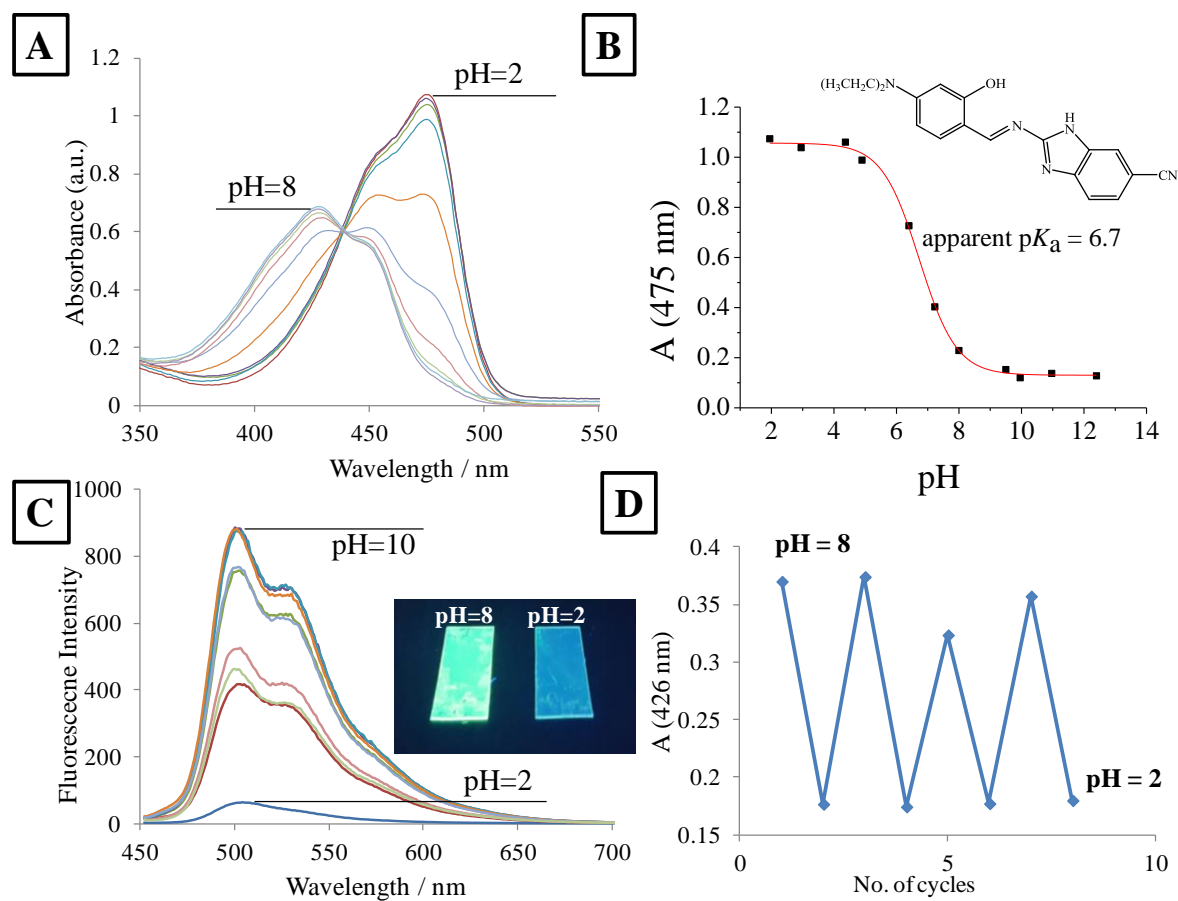 A
1.2
1
0.8
0.6
0.4
0.2
0
350
400
450
500
550
Absorbance (a.u.)
Wavelength / nm
pH=2
pH=8
B
1.2
1.0
0.8
0.6
0.4
0.2
0.0
2
4
6
8
10
12
14
A (475 nm)
pH
apparent pKa = 6.7
(H3CH2C)2N
OH
N
H
N
N
CN
C
1000
800
600
400
200
0
450
500
550
600
650
700
Fluoresceence Intensity
Wavelength / nm
pH=10
pH=8
pH=2
pH=2
D
0.4
0.35
0.3
0.25
0.2
0.15
0
5
10
A (426 nm)
No. of cycles
pH = 8
pH = 2